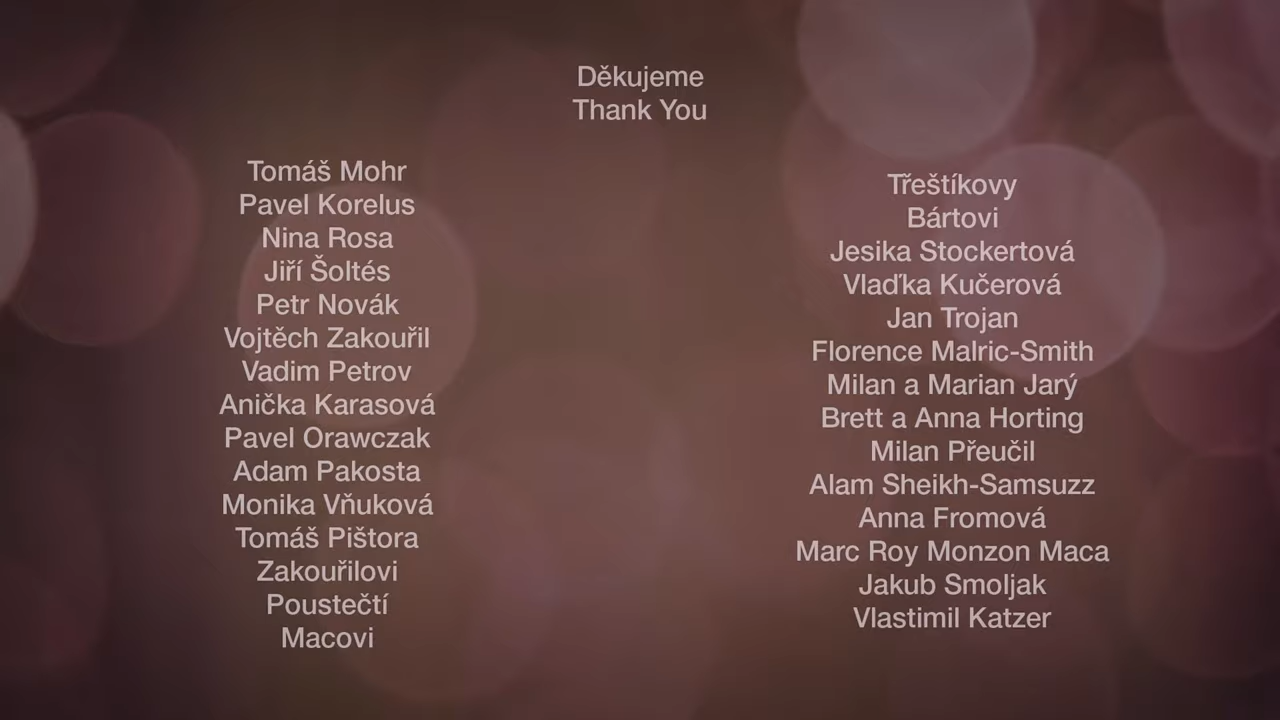 Děkujeme
Thank You
Tomáš Mohr
Pavel Korelus
Nina Rosa
Jiří Šoltés
Petr Novák
Vojtěch Zakouřil
Vadim Petrov
Anička Karasová
Pavel Orawczak
Adam Pakosta
Monika Vňuková
Tomáš Pištora
Zakouřilovi
Poustečtí
Macovi
Třeštíkovy
Bártovi
Jesika Stockertová
Vlaďka Kučerová
Jan Trojan
Florence Malric-Smith
Milan a Marian Jarý
Brett a Anna Horting
Milan Přeučil
Alam Sheikh-Samsuzz
Anna Fromová
Marc Roy Monzon Maca
Jakub Smoljak
Vlastimil Katzer